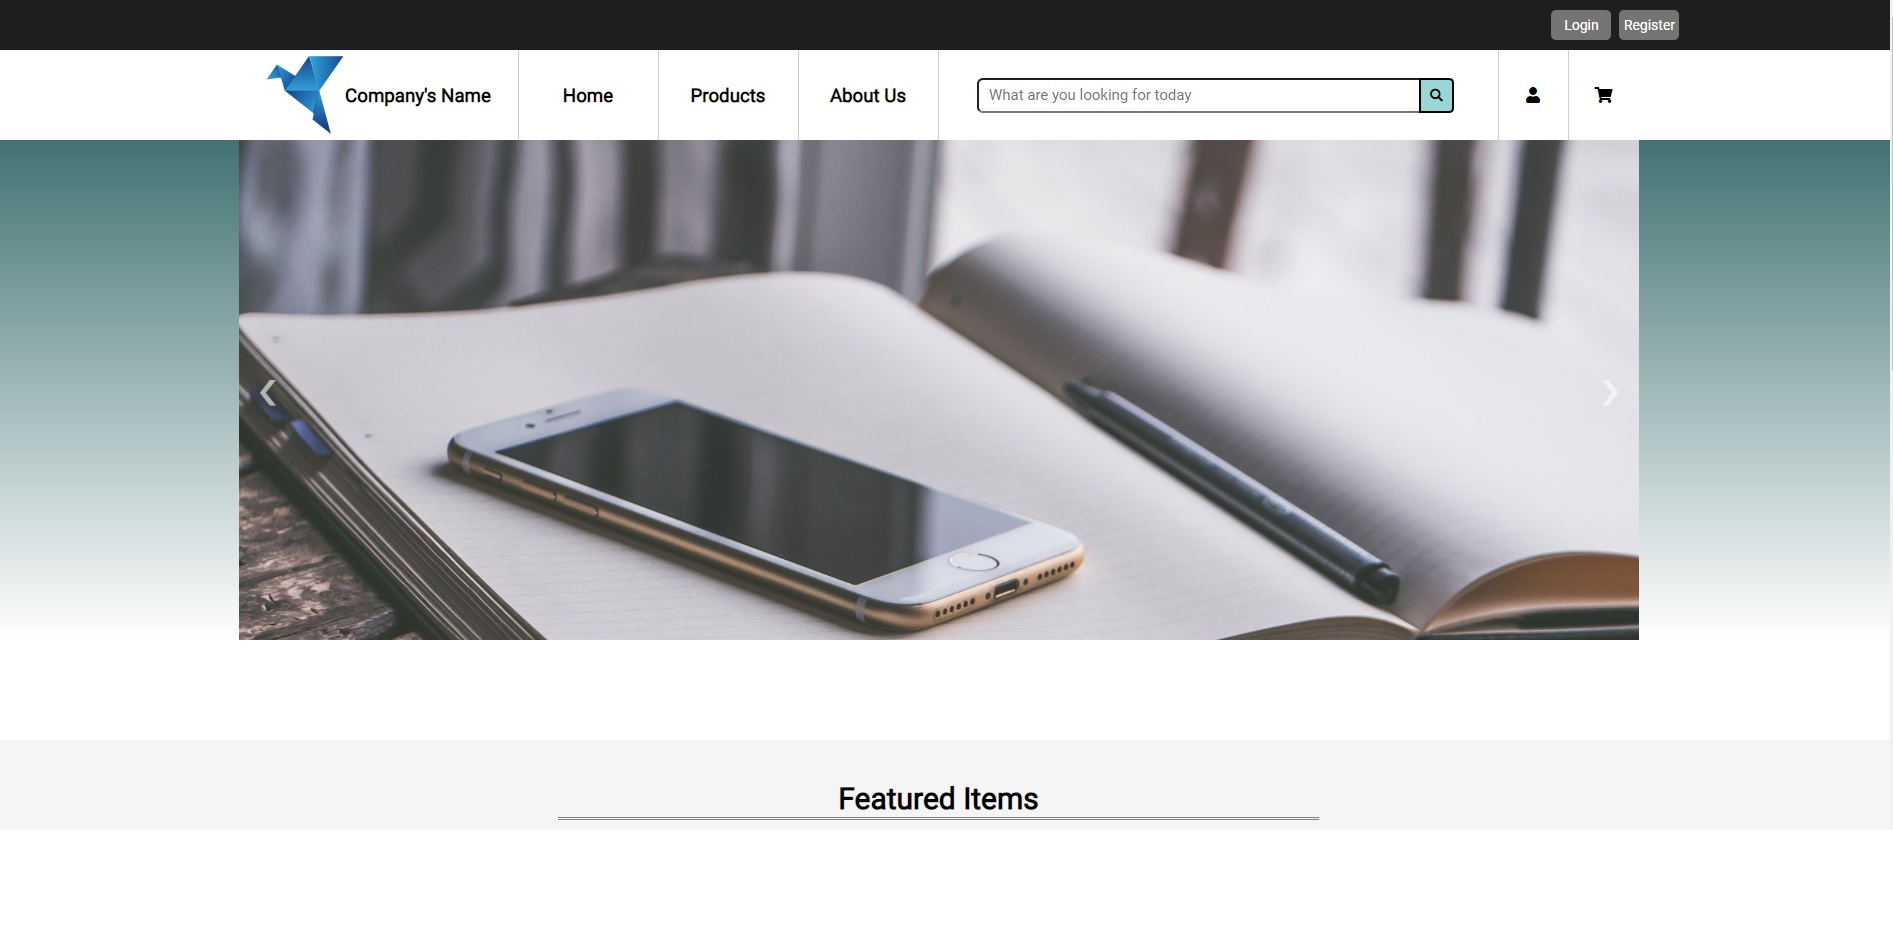 Login Register
Company's Name Home Products About Us What are you looking for today
Featured Items